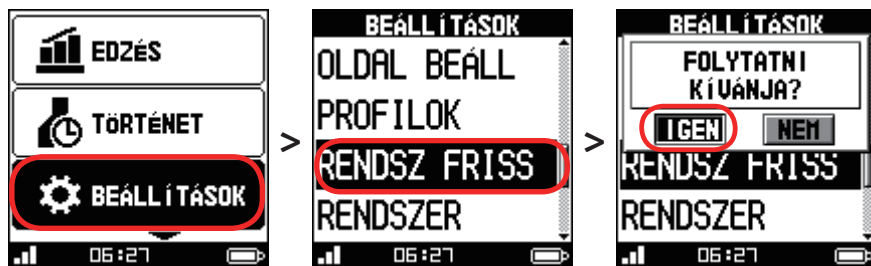 EDZéS
TöRTéNET
BEáLLíTáSOK
06:27
>
BEáLLíTáSOK
OLDAL BEÁLL
PROFILOK
RENDSZ FRISS
RENDSZER
06:27
>
BEáLLíTáSOK
FOLYTATNI
KíVáNJA?
IGEN NEM
RENDSZ FRISS
RENDSZER
06:27